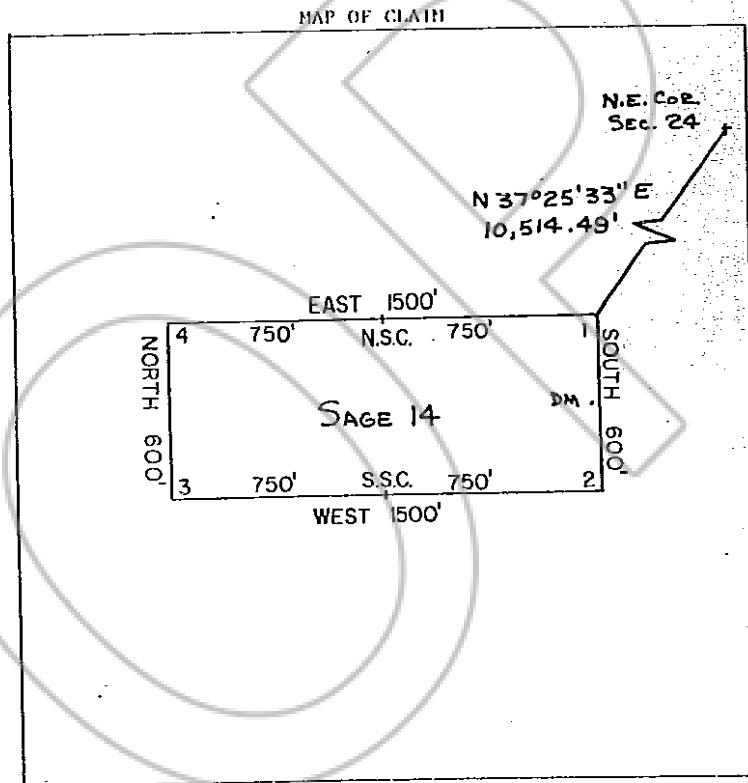 MAP OF CLAIM
N.E. COR.
SEC. 24
N 37°25'33" E
10,514.49'
EAST 1500'
4 750' N.S.C. 750' 1
NORTH 600'
SOUTH 600'
SAGE 14
DM .
3 750' S.S.C. 750' 2
WEST 1500'